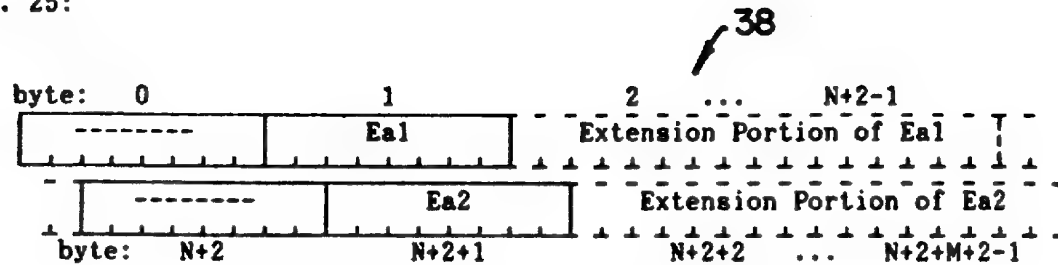 . 25:
38
byte: 0 1 2 ... N+2-1
-------- Ea1 Extension Portion of Ea1
-------- Ea2 Extension Portion of Ea2
byte: N+2 N+2+1 N+2+2 ... N+2+M+2-1